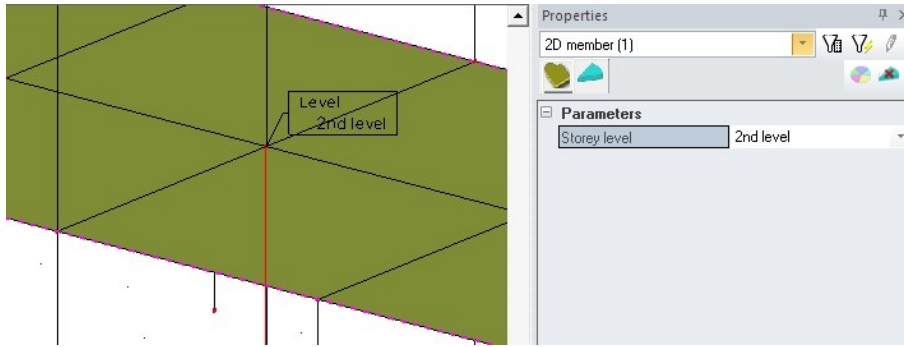 Level
2nd level
Properties
2D member (1)
Parameters
Storey level 2nd level